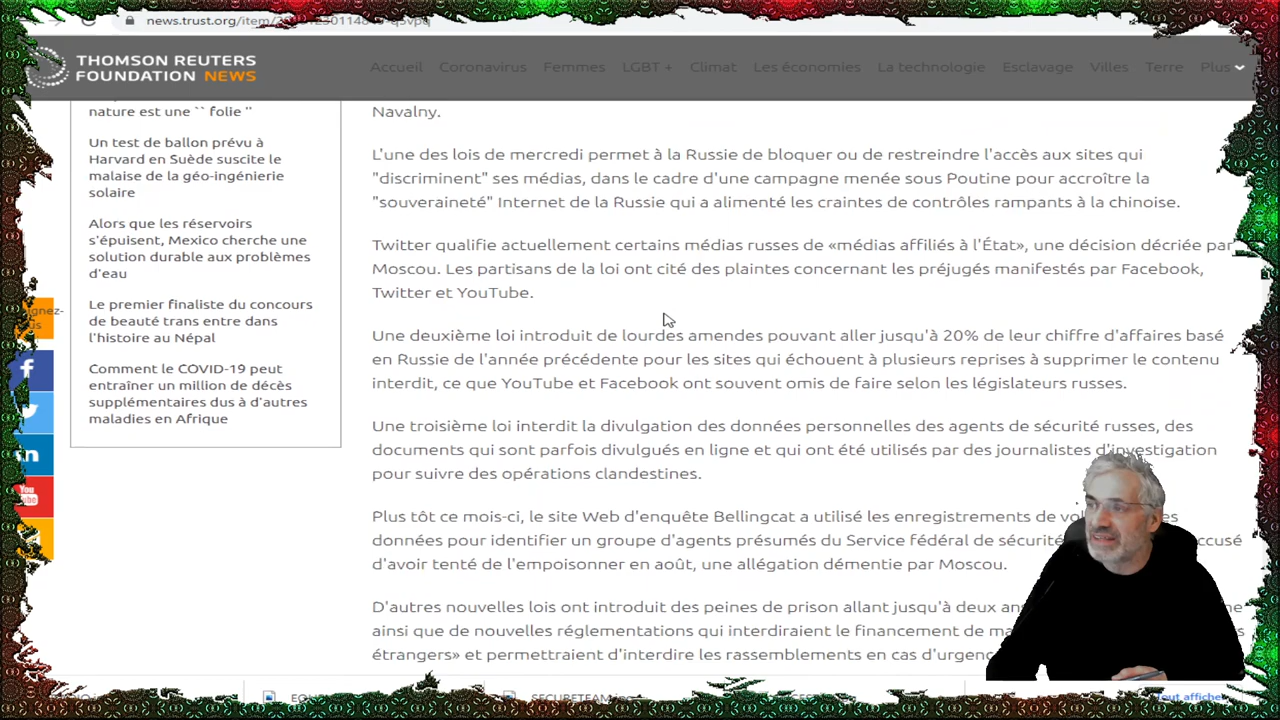 news.trust.org/item/
THOMSON REUTERS
FOUNDATION NEWS
Accueil Coronavirus Femmes LGBT + Climat Les économies La technologie Esclavage Villes Terre Plus
nature est une `` folie ''
Un test de ballon prévu à
Harvard en Suède suscite le
malaise de la géo-ingénierie
solaire
Alors que les réservoirs
s'épuisent, Mexico cherche une
solution durable aux problèmes
d'eau
Le premier finaliste du concours
de beauté trans entre dans
l'histoire au Népal
Comment le COVID-19 peut
entraîner un million de décès
supplémentaires dus à d'autres
maladies en Afrique
Navalny.
L'une des lois de mercredi permet à la Russie de bloquer ou de restreindre l'accès aux sites qui
"discriminent" ses médias, dans le cadre d'une campagne menée sous Poutine pour accroître la
"souveraineté" Internet de la Russie qui a alimenté les craintes de contrôles rampants à la chinoise.
Twitter qualifie actuellement certains médias russes de «médias affiliés à l'État», une décision décriée par
Moscou. Les partisans de la loi ont cité des plaintes concernant les préjugés manifestés par Facebook,
Twitter et YouTube.
Une deuxième loi introduit de lourdes amendes pouvant aller jusqu'à 20% de leur chiffre d'affaires basé
en Russie de l'année précédente pour les sites qui échouent à plusieurs reprises à supprimer le contenu
interdit, ce que YouTube et Facebook ont souvent omis de faire selon les législateurs russes.
Une troisième loi interdit la divulgation des données personnelles des agents de sécurité russes, des
documents qui sont parfois divulgués en ligne et qui ont été utilisés par des journalistes d'investigation
pour suivre des opérations clandestines.
Plus tôt ce mois-ci, le site Web d'enquête Bellingcat a utilisé les enregistrements de
données pour identifier un groupe d'agents présumés du Service fédéral de sécurité
d'avoir tenté de l'empoisonner en août, une allégation démentie par Moscou.
D'autres nouvelles lois ont introduit des peines de prison allant jusqu'à deux ans
ainsi que de nouvelles réglementations qui interdiraient le financement de
étrangers» et permettraient d'interdire les rassemblements en cas d'urgence
You
Tube
SECURETEAM
tout affiche